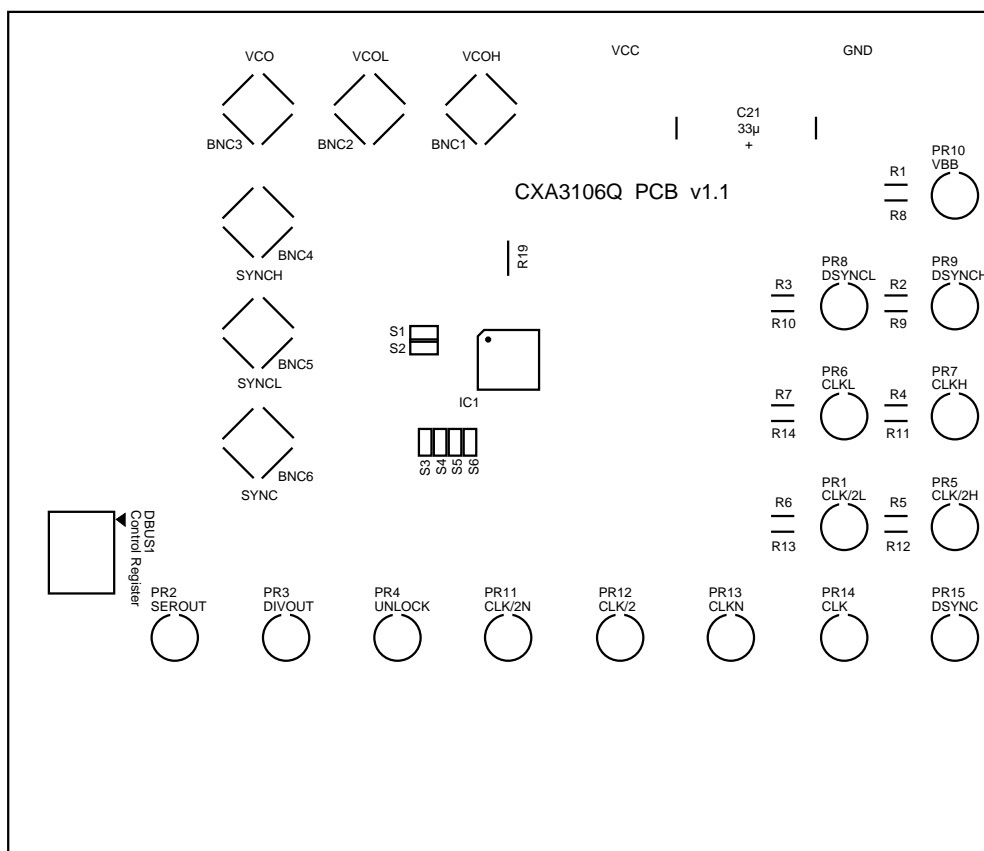 VCO
VCOL
VCOH
VCC
GND
C21
33µ
+
BNC3
BNC2
BNC1
PR10
VBB
R1
R8
CXA3106Q PCB v1.1
BNC4
SYNCH
R19
PR8
DSYNCL
PR9
DSYNCH
R3
R10
R2
R9
S1
S2
BNC5
SYNCL
IC1
PR6
CLKL
PR7
CLKH
R7
R14
R4
R11
BNC6
SYNC
S3
S4
S5
S6
PR1
CLK/2L
PR5
CLK/2H
R6
R13
R5
R12
DBUS1
Control Register
PR2
SEROUT
PR3
DIVOUT
PR4
UNLOCK
PR11
CLK/2N
PR12
CLK/2
PR13
CLKN
PR14
CLK
PR15
DSYNC